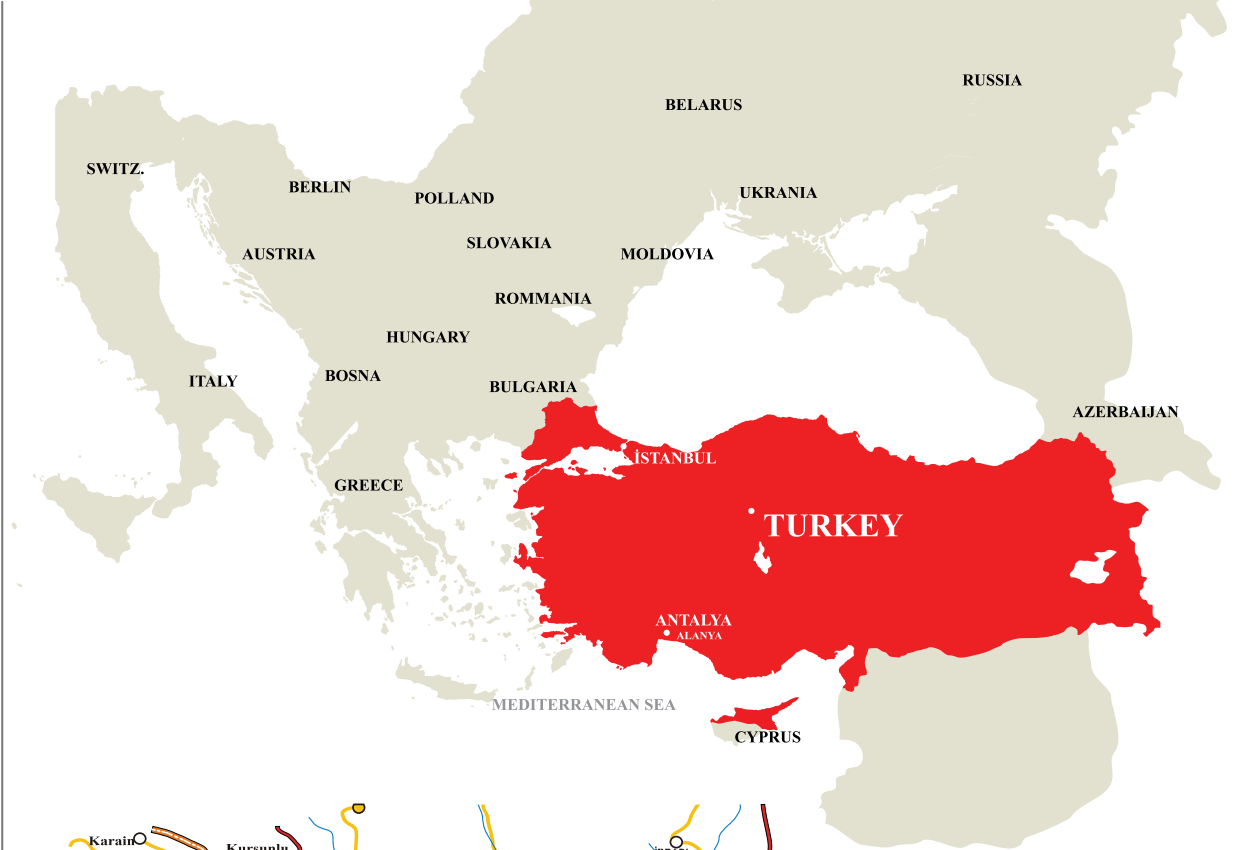 RUSSIA
BELARUS
SWITZ.
BERLIN
POLLAND
UKRANIA
AUSTRIA
SLOVAKIA
MOLDOVIA
ROMMANIA
HUNGARY
BOSNA
ITALY
BULGARIA
AZERBAIJAN
İSTANBUL
GREECE
TURKEY
ANTALYA
ALANYA
MEDITERRANEAN SEA
CYPRUS
Karain
Kurşunlu